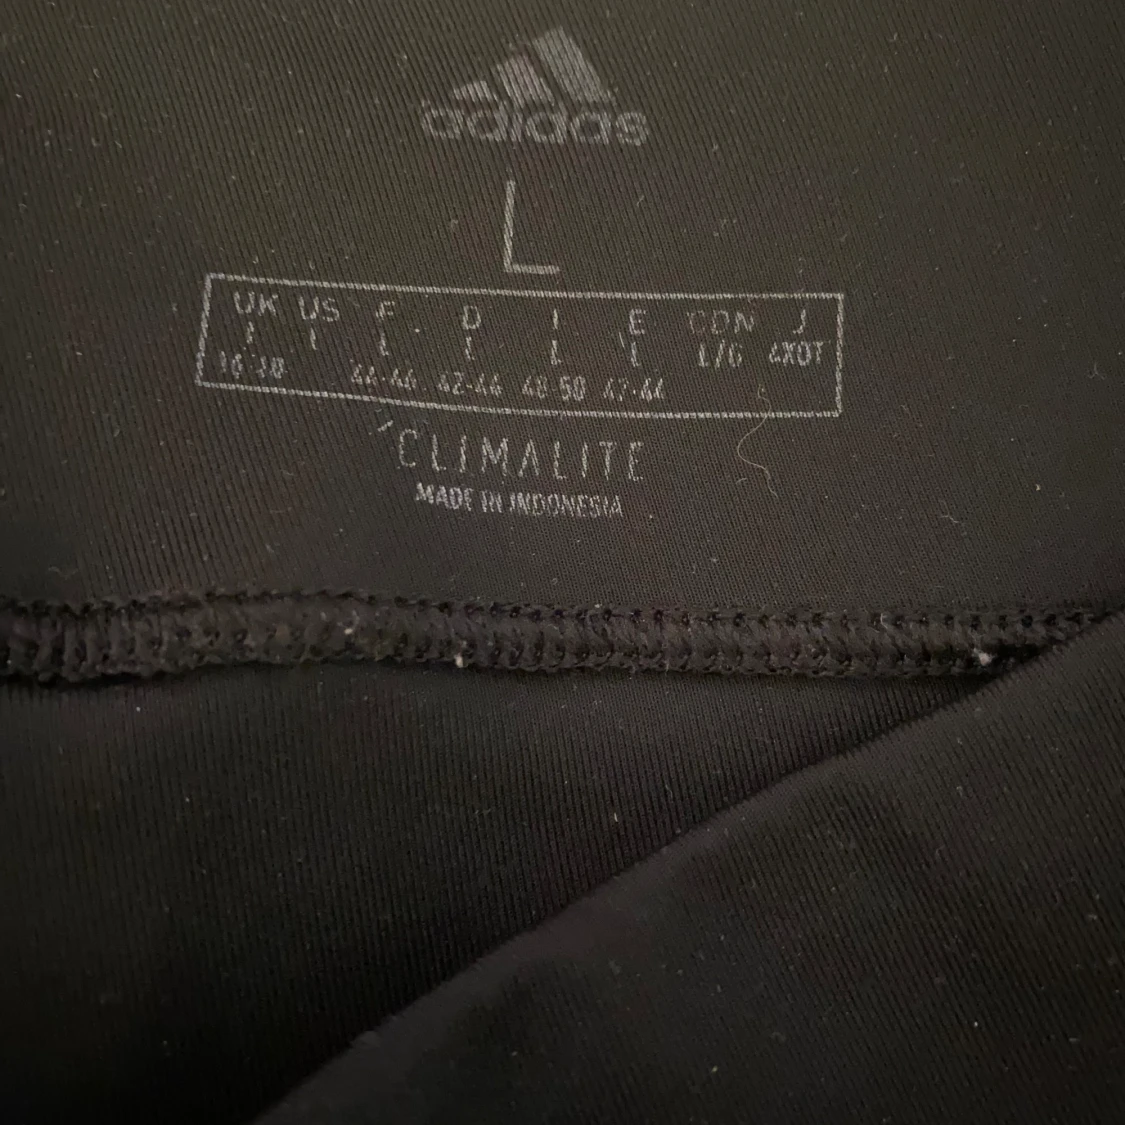 adidas
L
UK US F D I E CDN J
L L L L L L L/G 4XOT
16-18 44-46 42-44 48-50 42-44
CLIMALITE
MADE IN INDONESIA